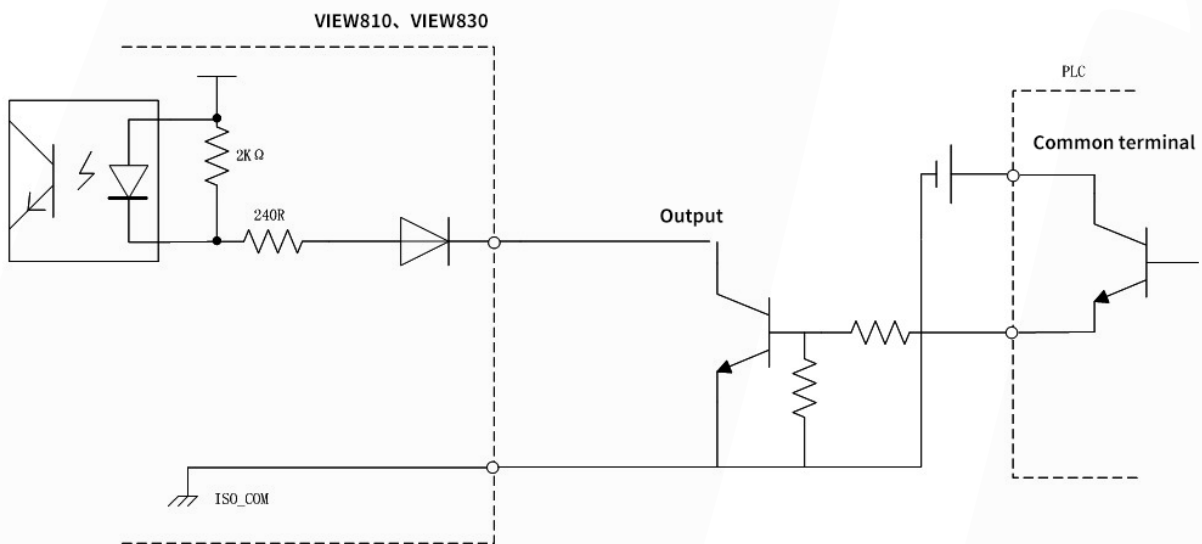 VIEW810、VIEW830
PLC
Common terminal
2KΩ
240R
Output
ISO_COM